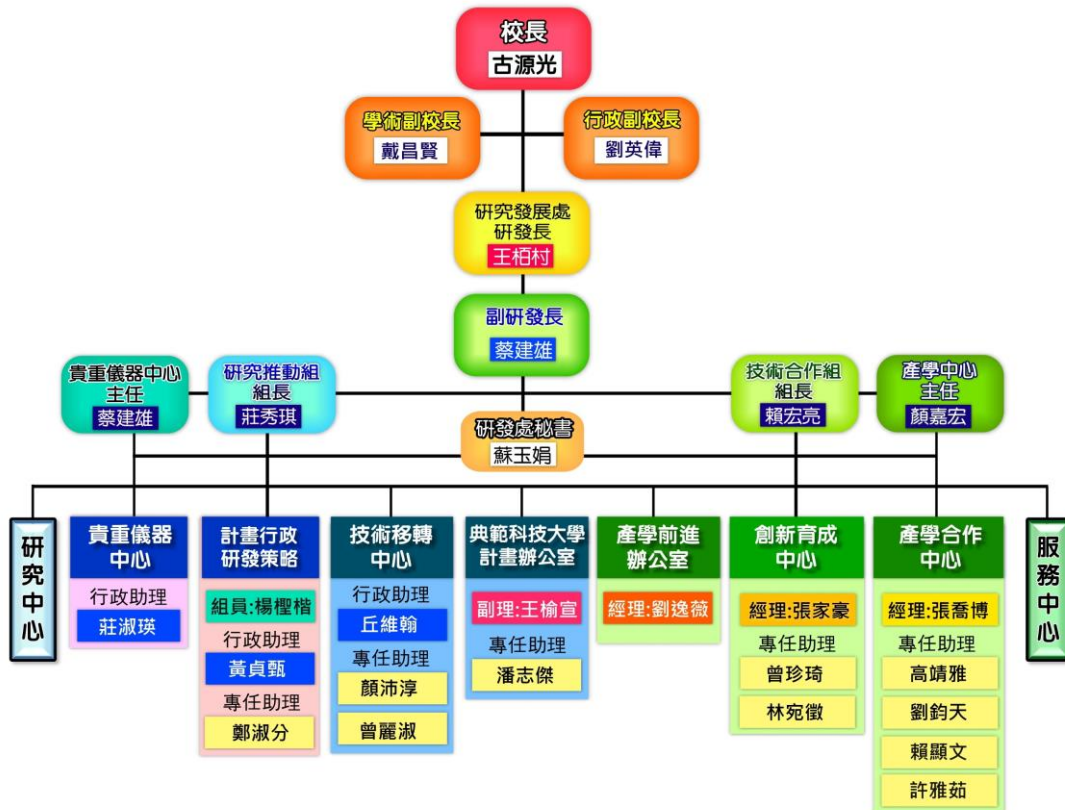 校長
古源光
學術副校長
戴昌賢
行政副校長
劉英偉
研究發展處
研發長
王栢村
副研發長
蔡建雄
貴重儀器中心
主任
蔡建雄
研究推動組
組長
莊秀琪
技術合作組
組長
賴宏亮
產學中心
主任
顏嘉宏
研發處秘書
蘇玉娟
研究中心
貴重儀器
中心
行政助理
莊淑瑛
計畫行政
研發策略
組員:楊檉楷
行政助理
黃貞甄
專任助理
鄭淑分
技術移轉
中心
行政助理
丘維翰
專任助理
顏沛淳
曾麗淑
典範科技大學
計畫辦公室
副理:王榆宣
專任助理
潘志傑
產學前進
辦公室
經理:劉逸薇
創新育成
中心
經理:張家豪
專任助理
曾珍琦
林宛徵
產學合作
中心
經理:張喬博
專任助理
高靖雅
劉鈞天
賴顯文
許雅茹
服務中心